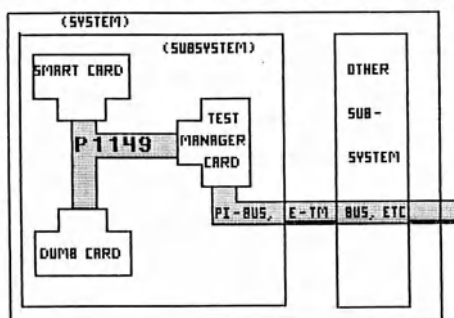 (SYSTEM)
(SUBSYSTEM)
SMART CARD
P1149
TEST
MANAGER
CARD
DUMB CARD
OTHER
SUB-
SYSTEM
PI-BUS, E-TM BUS, ETC